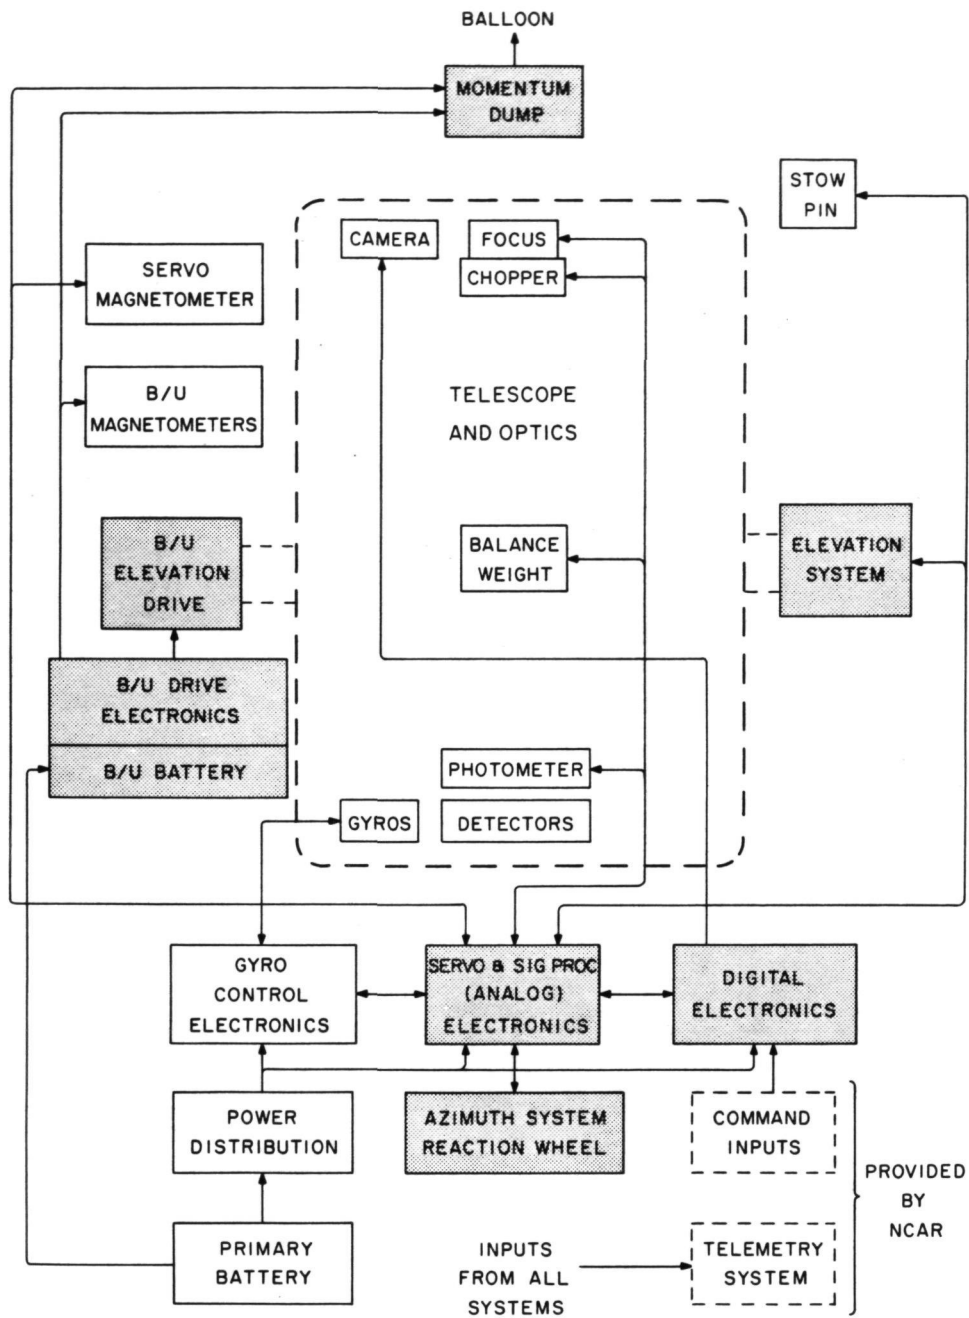 BALLOON
MOMENTUM
DUMP
STOW
PIN
CAMERA
FOCUS
CHOPPER
SERVO
MAGNETOMETER
B/U
MAGNETOMETERS
TELESCOPE
AND OPTICS
B/U
ELEVATION
DRIVE
BALANCE
WEIGHT
ELEVATION
SYSTEM
B/U DRIVE
ELECTRONICS
B/U BATTERY
PHOTOMETER
GYROS
DETECTORS
GYRO
CONTROL
ELECTRONICS
SERVO & SIG PROC
(ANALOG)
ELECTRONICS
DIGITAL
ELECTRONICS
POWER
DISTRIBUTION
AZIMUTH SYSTEM
REACTION WHEEL
COMMAND
INPUTS
PROVIDED
BY
NCAR
PRIMARY
BATTERY
INPUTS
FROM ALL
SYSTEMS
TELEMETRY
SYSTEM